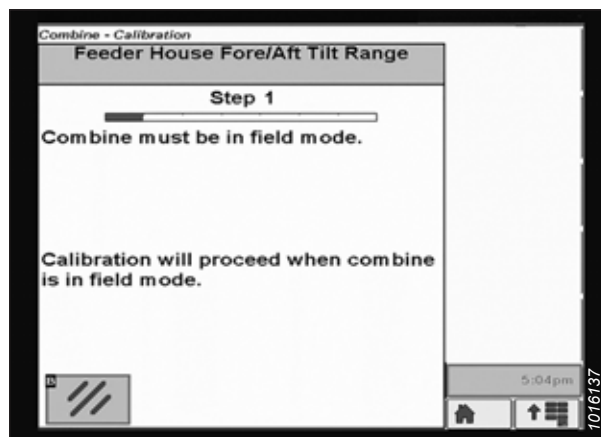 Combine - Calibration
Feeder House Fore/Aft Tilt Range
Step 1
Combine must be in field mode.
Calibration will proceed when combine
is in field mode.
5:04pm
1016137